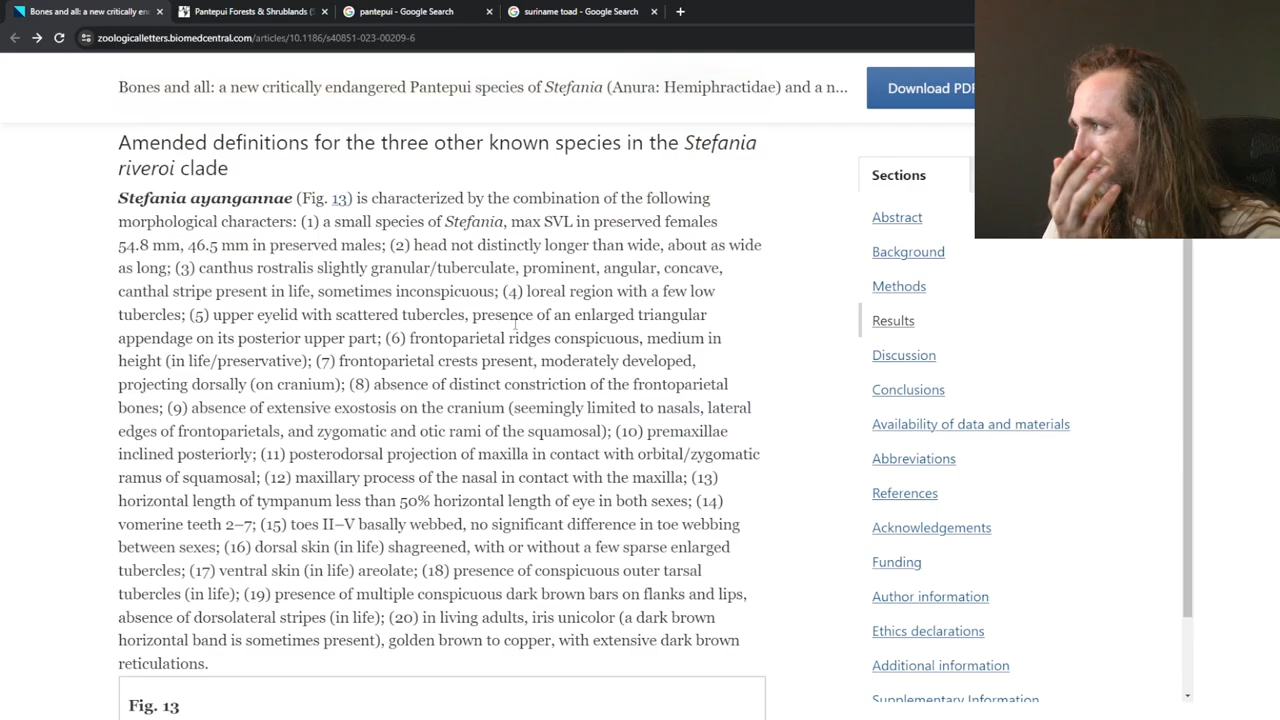 Bones and all: a new critically en
Pantepui Forests & Shrublands (
pantepui - Google Search
suriname toad - Google Search
zoologicalletters.biomedcentral.com/articles/10.1186/s40851-023-00209-6
Bones and all: a new critically endangered Pantepui species of Stefania (Anura: Hemiphractidae) and a n...
Download PDF
Amended definitions for the three other known species in the Stefania
riveroi clade
Stefania ayangannae (Fig. 13) is characterized by the combination of the following
morphological characters: (1) a small species of Stefania, max SVL in preserved females
54.8 mm, 46.5 mm in preserved males; (2) head not distinctly longer than wide, about as wide
as long; (3) canthus rostralis slightly granular/tuberculate, prominent, angular, concave,
canthal stripe present in life, sometimes inconspicuous; (4) loreal region with a few low
tubercles; (5) upper eyelid with scattered tubercles, presence of an enlarged triangular
appendage on its posterior upper part; (6) frontoparietal ridges conspicuous, medium in
height (in life/preservative); (7) frontoparietal crests present, moderately developed,
projecting dorsally (on cranium); (8) absence of distinct constriction of the frontoparietal
bones; (9) absence of extensive exostosis on the cranium (seemingly limited to nasals, lateral
edges of frontoparietals, and zygomatic and otic rami of the squamosal); (10) premaxillae
inclined posteriorly; (11) posterodorsal projection of maxilla in contact with orbital/zygomatic
ramus of squamosal; (12) maxillary process of the nasal in contact with the maxilla; (13)
horizontal length of tympanum less than 50% horizontal length of eye in both sexes; (14)
vomerine teeth 2–7; (15) toes II–V basally webbed, no significant difference in toe webbing
between sexes; (16) dorsal skin (in life) shagreened, with or without a few sparse enlarged
tubercles; (17) ventral skin (in life) areolate; (18) presence of conspicuous outer tarsal
tubercles (in life); (19) presence of multiple conspicuous dark brown bars on flanks and lips,
absence of dorsolateral stripes (in life); (20) in living adults, iris unicolor (a dark brown
horizontal band is sometimes present), golden brown to copper, with extensive dark brown
reticulations.
Fig. 13
Sections
Abstract
Background
Methods
Results
Discussion
Conclusions
Availability of data and materials
Abbreviations
References
Acknowledgements
Funding
Author information
Ethics declarations
Additional information
Supplementary Information